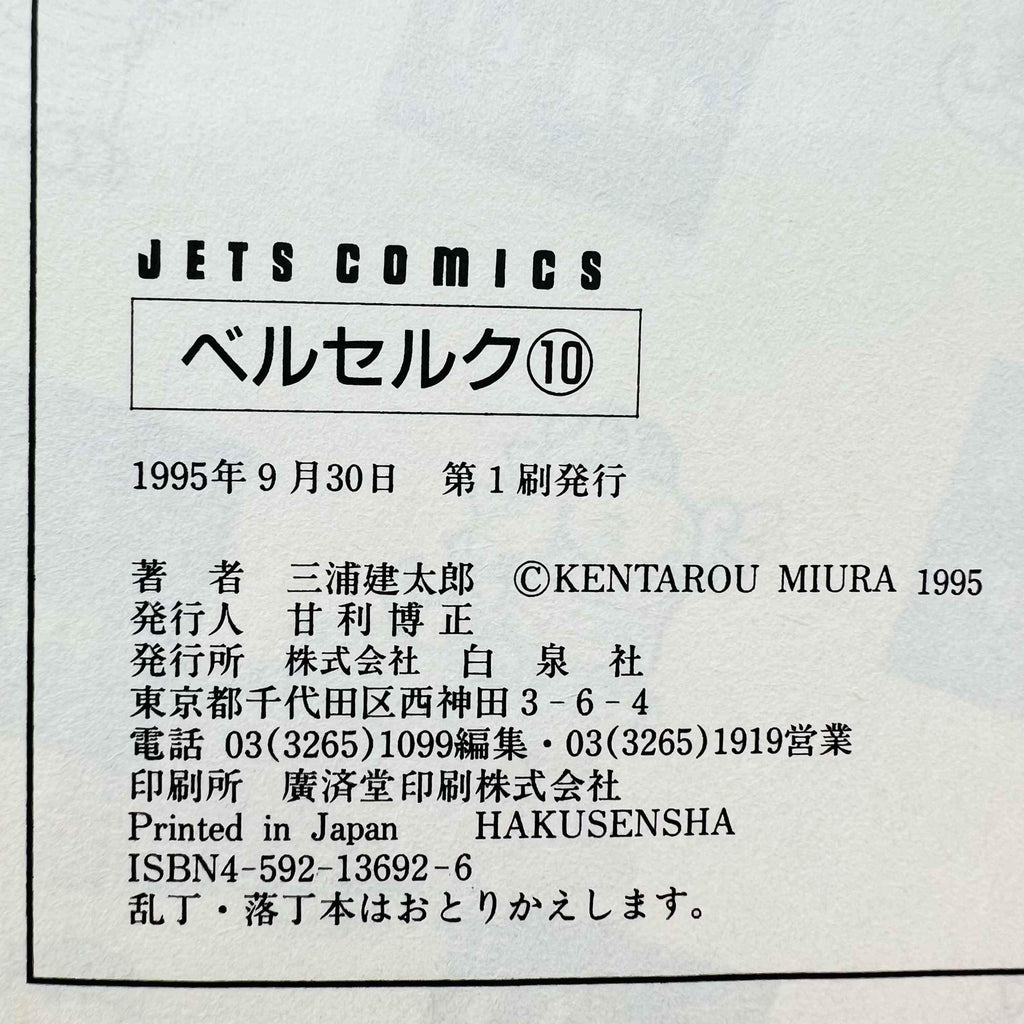 JETS COMICS
ベルセルク⑩
1995年9月30日　第1刷発行
著　者　三浦建太郎　©KENTAROU MIURA 1995
発行人　甘利博正
発行所　株式会社　白　泉　社
東京都千代田区西神田3-6-4
電話 03(3265)1099編集・03(3265)1919営業
印刷所　廣済堂印刷株式会社
Printed in Japan　HAKUSENSHA
ISBN4-592-13692-6
乱丁・落丁本はおとりかえします。